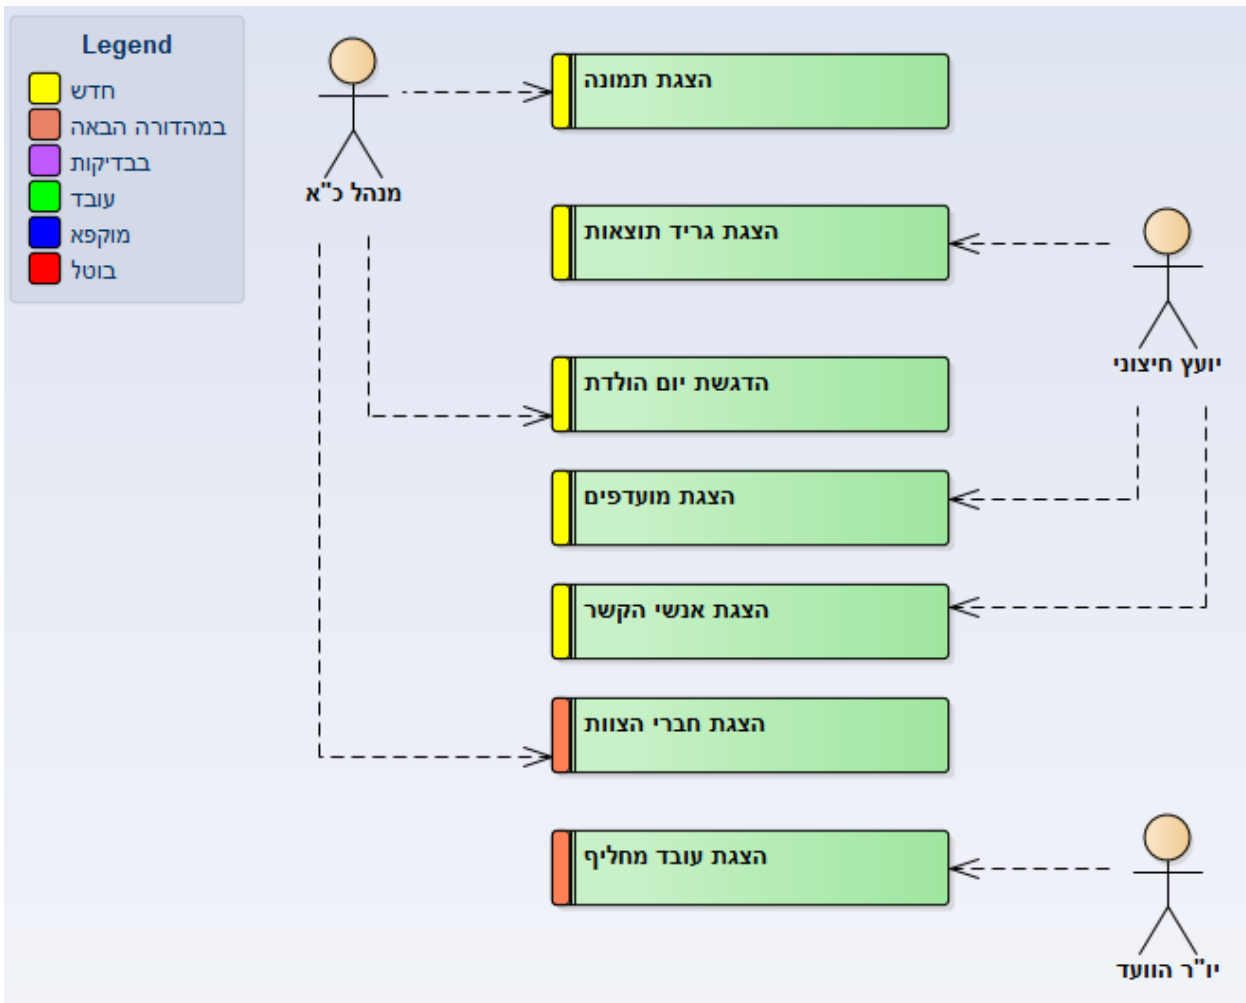 Legend
חדש
במהדורה הבאה
בבדיקות
עובד
מוקפא
בוטל
מנהל כ"א
הצגת תמונה
הצגת גריד תוצאות
יועץ חיצוני
הדגשת יום הולדת
הצגת מועדפים
הצגת אנשי הקשר
הצגת חברי הצוות
הצגת עובד מחליף
יו"ר הוועד